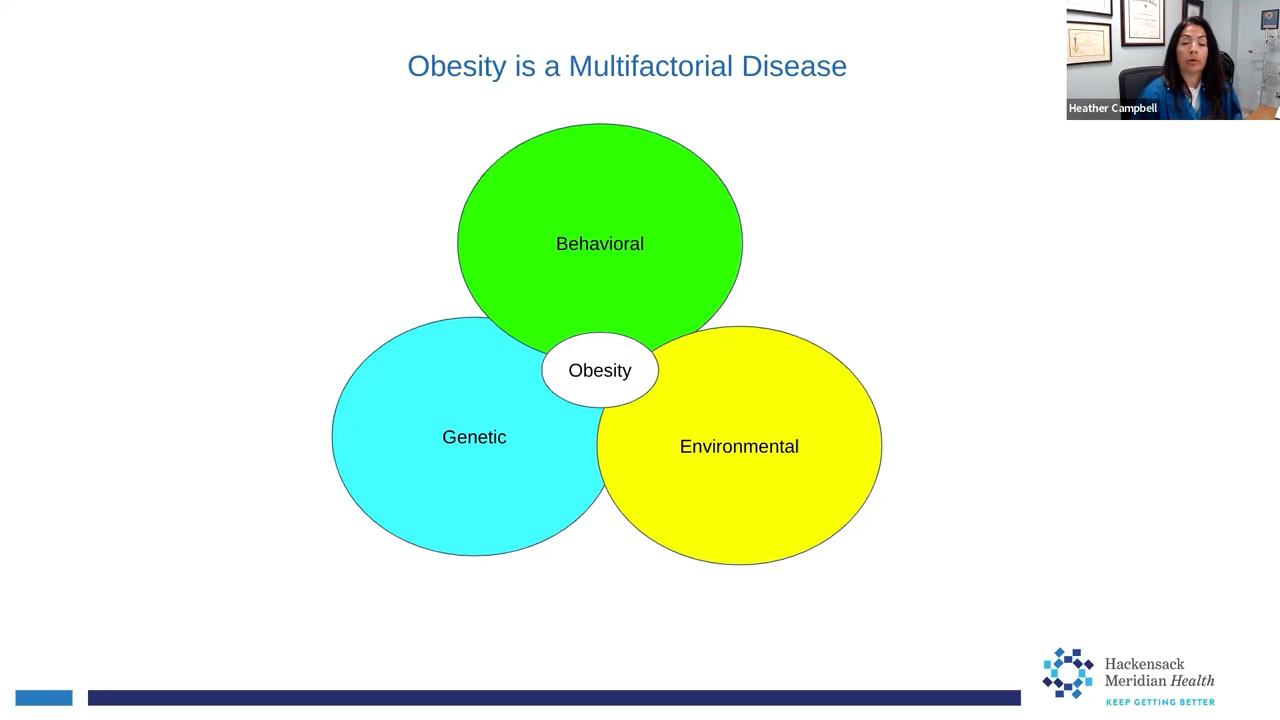 Obesity is a Multifactorial Disease
Heather Campbell
Behavioral
Obesity
Genetic
Environmental
Hackensack
Meridian Health
KEEP GETTING BETTER